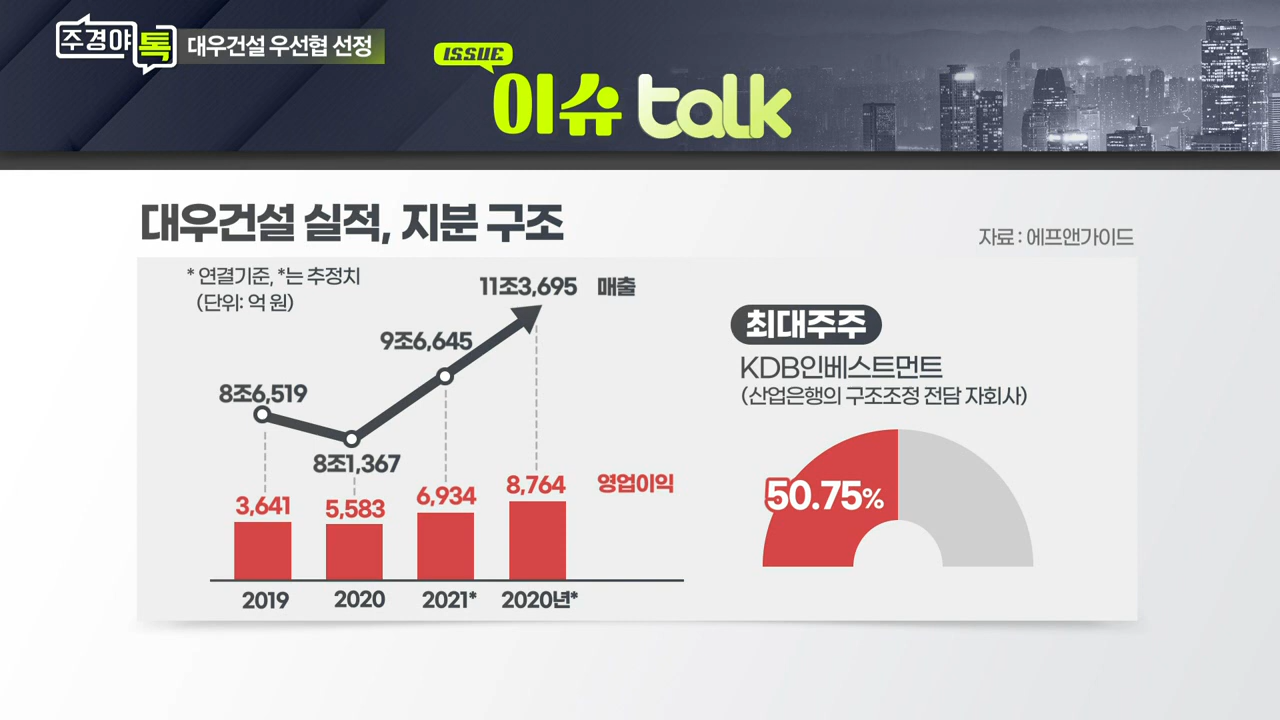 주경야톡
대우건설 우선협 선정
ISSUE
이슈 talk
대우건설 실적, 지분 구조
자료 : 에프앤가이드
* 연결기준, *는 추정치
(단위: 억 원)
11조3,695 매출
9조6,645
8조6,519
8조1,367
3,641 5,583 6,934 8,764 영업이익
2019 2020 2021* 2020년*
최대주주
KDB인베스트먼트
(산업은행의 구조조정 전담 자회사)
50.75%